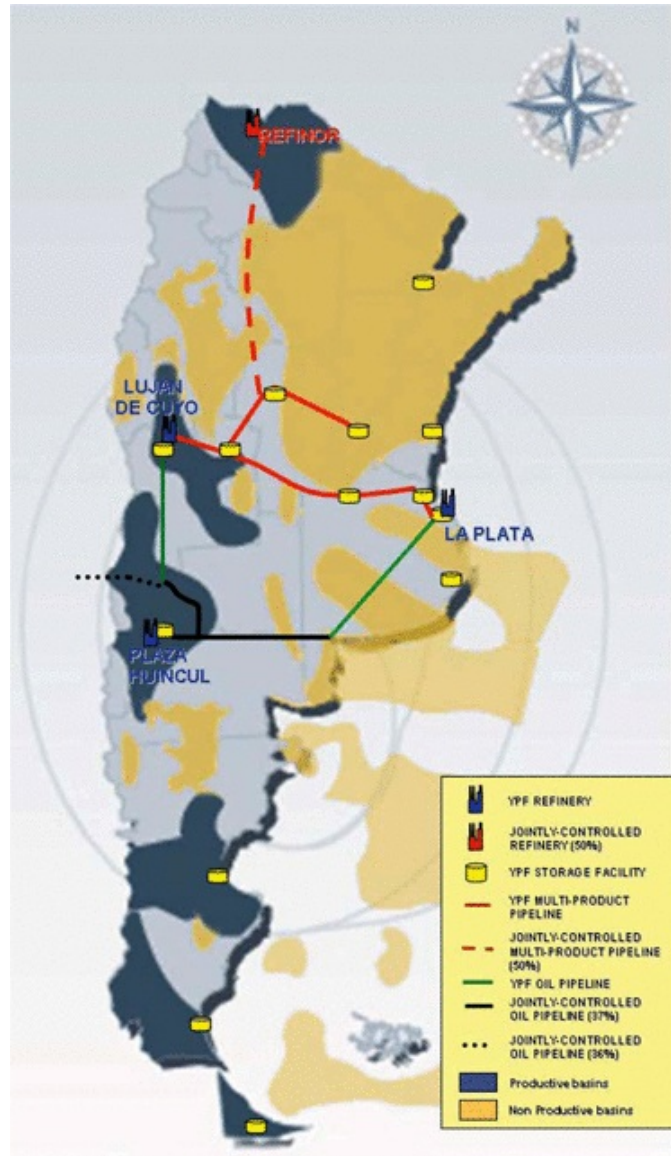 N
REFINOR
LUJAN
DE CUYO
LA PLATA
PLAZA
HUINCUL
YPF REFINERY
JOINTLY-CONTROLLED
REFINERY (50%)
YPF STORAGE FACILITY
YPF MULTI-PRODUCT
PIPELINE
JOINTLY-CONTROLLED
MULTI-PRODUCT PIPELINE
(50%)
YPF OIL PIPELINE
JOINTLY-CONTROLLED
OIL PIPELINE (37%)
JOINTLY-CONTROLLED
OIL PIPELINE (36%)
Productive basins
Non Productive basins